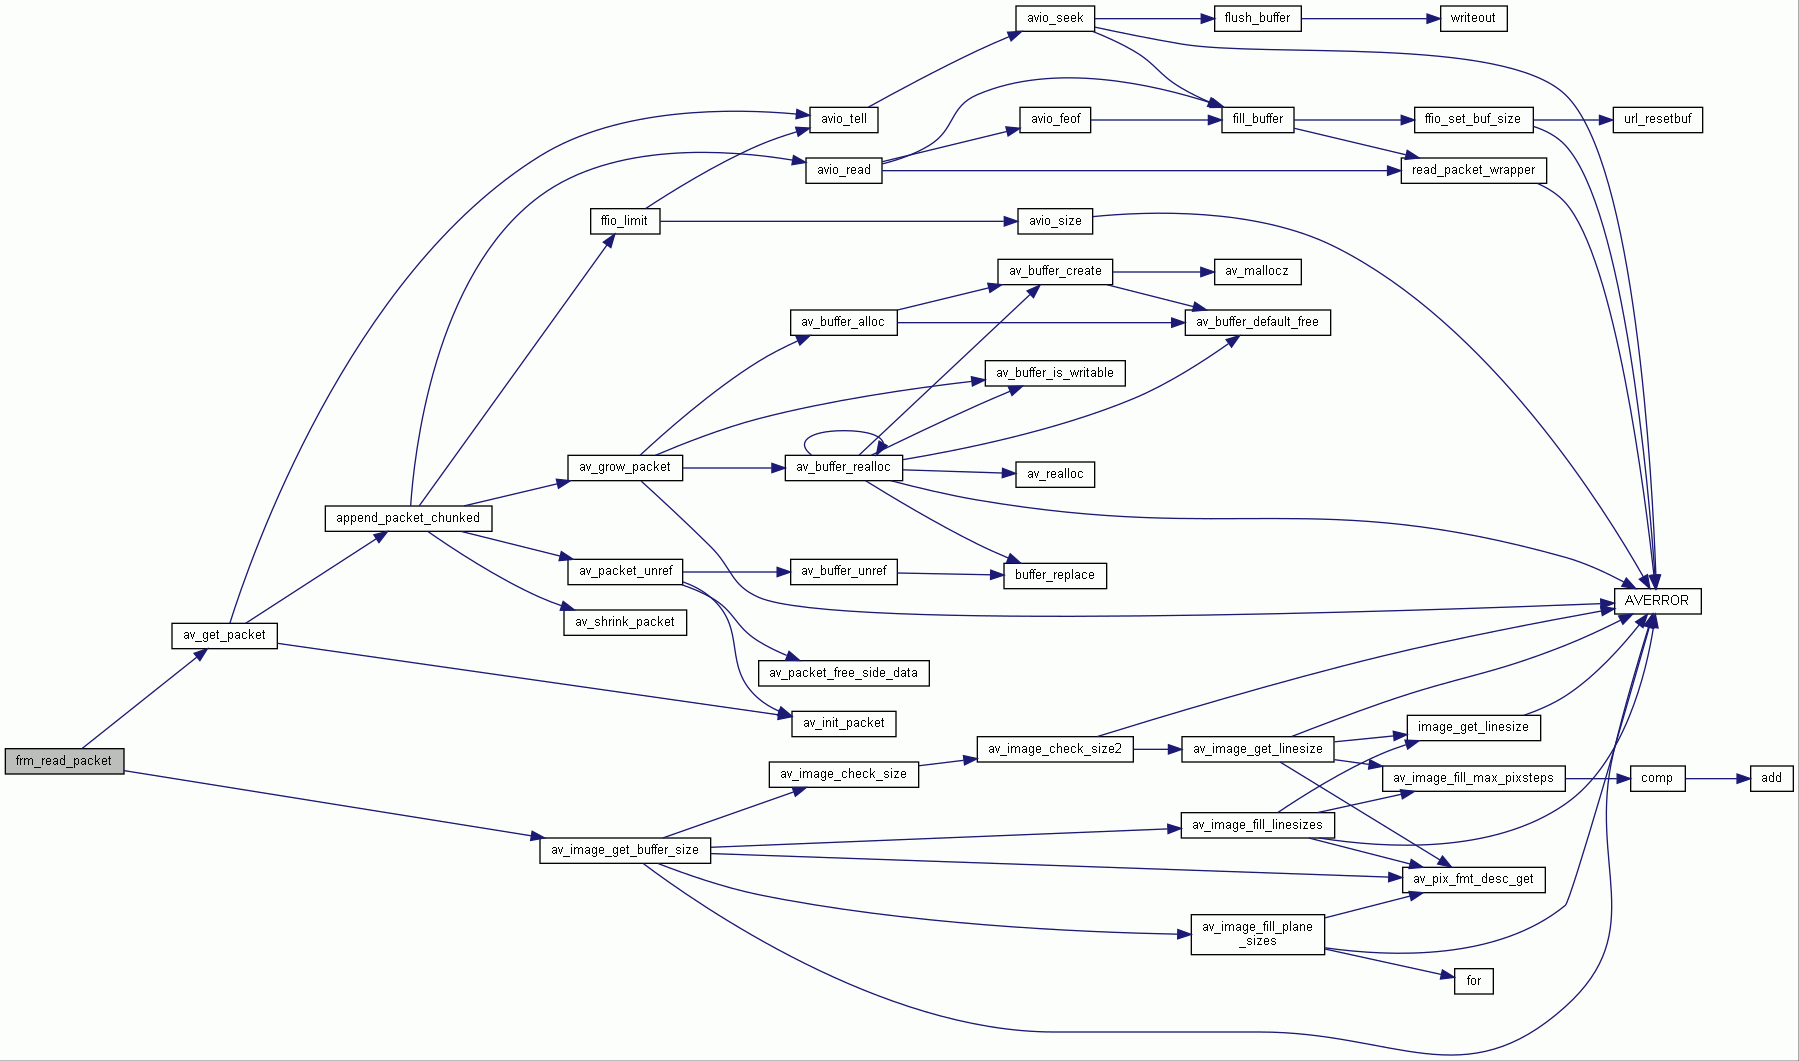 avio_seek
flush_buffer
writeout
avio_tell
avio_feof
fill_buffer
ffio_set_buf_size
url_resetbuf
avio_read
read_packet_wrapper
ffio_limit
avio_size
av_buffer_create
av_mallocz
av_buffer_alloc
av_buffer_default_free
av_buffer_is_writable
av_grow_packet
av_buffer_realloc
av_realloc
append_packet_chunked
av_packet_unref
av_buffer_unref
buffer_replace
AVERROR
av_shrink_packet
av_get_packet
av_packet_free_side_data
av_init_packet
image_get_linesize
av_image_check_size2
av_image_get_linesize
frm_read_packet
av_image_check_size
av_image_fill_max_pixsteps
comp
add
av_image_fill_linesizes
av_image_get_buffer_size
av_pix_fmt_desc_get
av_image_fill_plane
_sizes
for